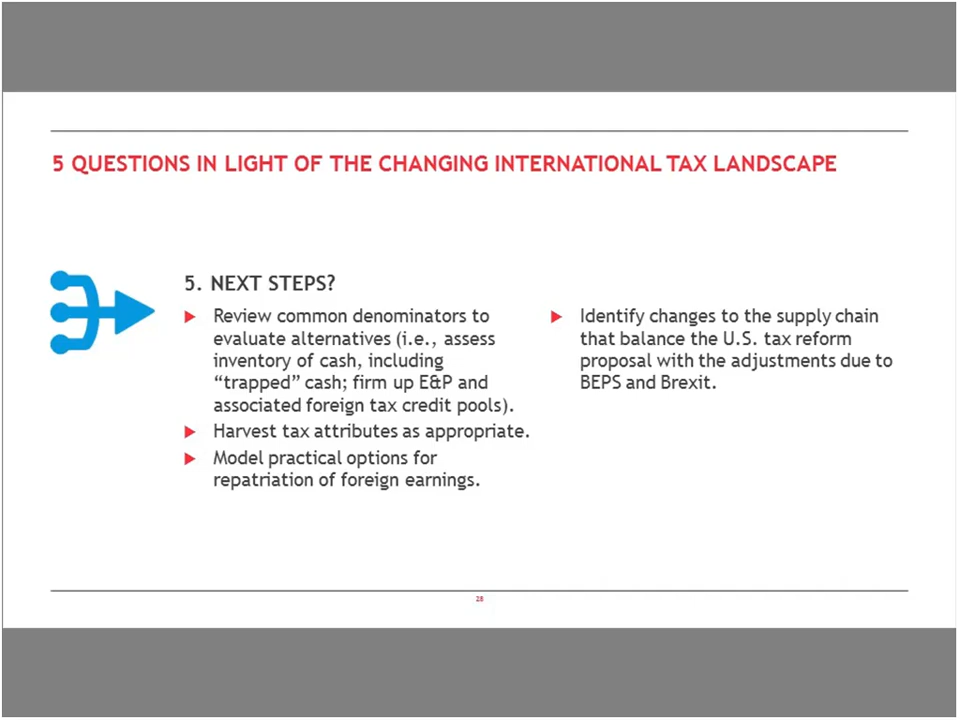 5 QUESTIONS IN LIGHT OF THE CHANGING INTERNATIONAL TAX LANDSCAPE
5. NEXT STEPS?
Review common denominators to
evaluate alternatives (i.e., assess
inventory of cash, including
“trapped” cash; firm up E&P and
associated foreign tax credit pools).
Harvest tax attributes as appropriate.
Model practical options for
repatriation of foreign earnings.
Identify changes to the supply chain
that balance the U.S. tax reform
proposal with the adjustments due to
BEPS and Brexit.
28